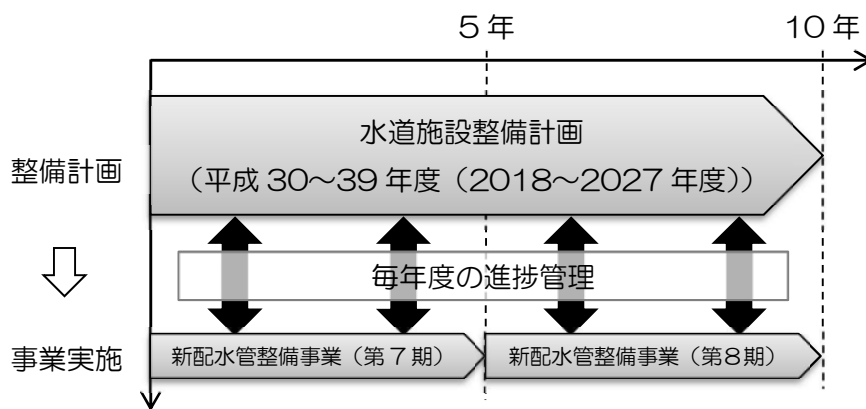 5年
10年
水道施設整備計画
(平成30～39年度(2018～2027年度))
整備計画
毎年度の進捗管理
事業実施
新配水管整備事業(第7期)
新配水管整備事業(第8期)